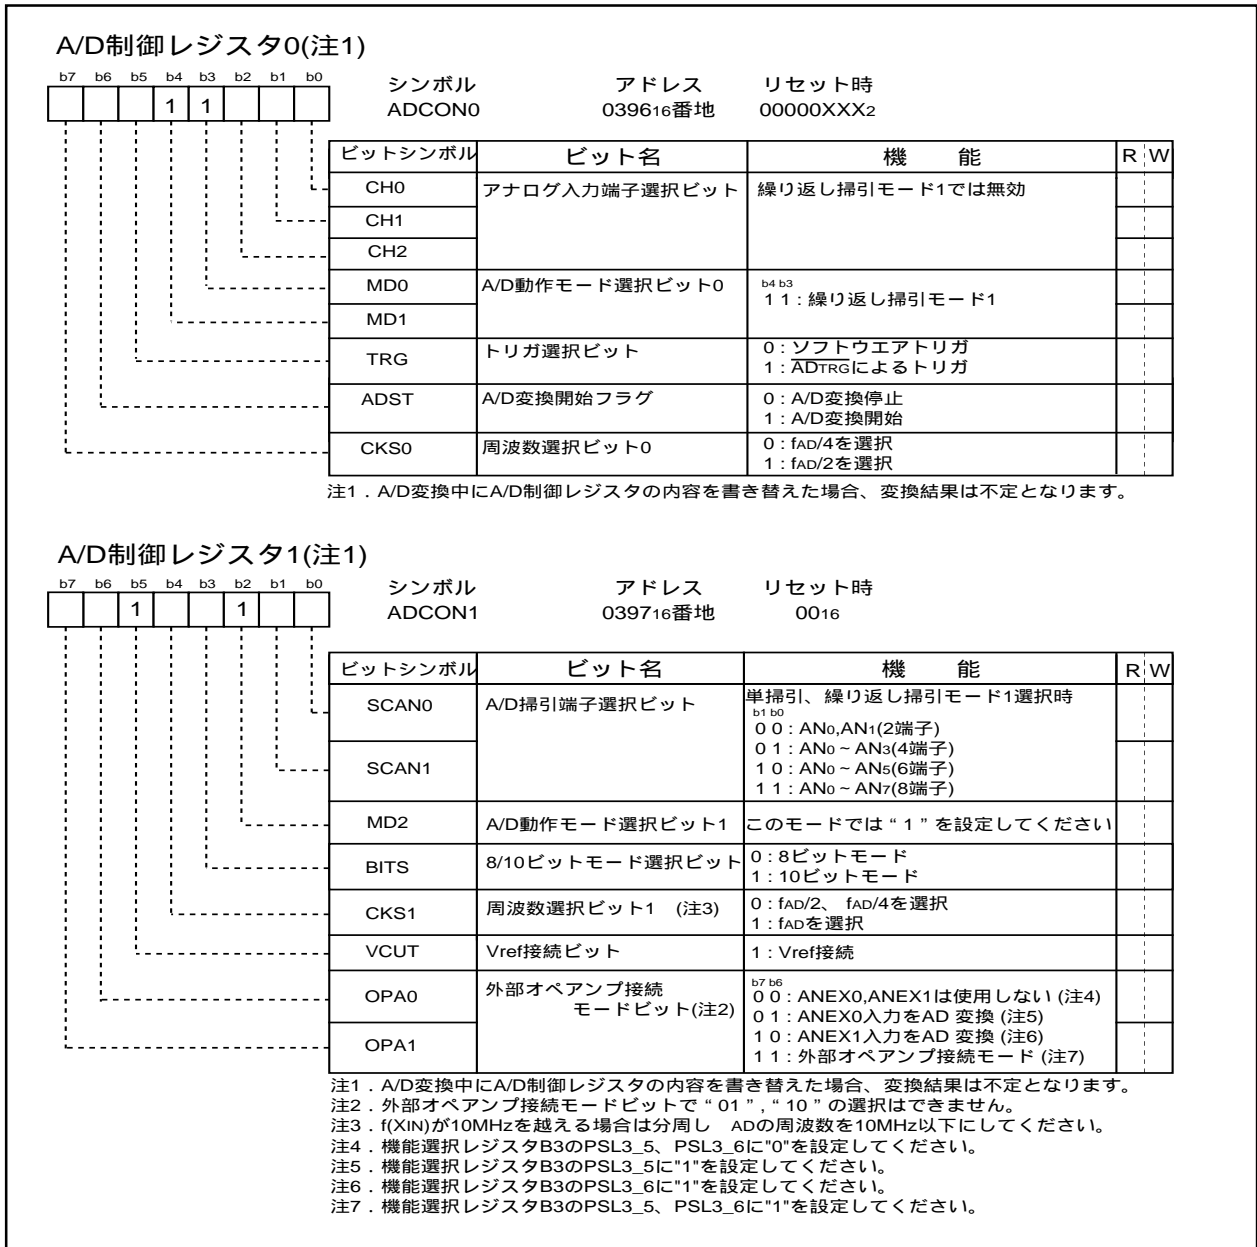 A/D制御レジスタ0(注1)
b7 b6 b5 b4 b3 b2 b1 b0
1 1
シンボル アドレス リセット時
ADCON0 039616番地 00000XXX2
ビットシンボル ビット名 機 能 R W
CH0 アナログ入力端子選択ビット 繰り返し掃引モード1では無効
CH1
CH2
MD0 A/D動作モード選択ビット0 b4 b3
1 1 : 繰り返し掃引モード1
MD1
TRG トリガ選択ビット 0 : ソフトウエアトリガ
1 : ADTRGによるトリガ
ADST A/D変換開始フラグ 0 : A/D変換停止
1 : A/D変換開始
CKS0 周波数選択ビット0 0 : fAD/4を選択
1 : fAD/2を選択
注1．A/D変換中にA/D制御レジスタの内容を書き替えた場合、変換結果は不定となります。
A/D制御レジスタ1(注1)
b7 b6 b5 b4 b3 b2 b1 b0
1 1
シンボル アドレス リセット時
ADCON1 039716番地 0016
ビットシンボル ビット名 機 能 R W
SCAN0 A/D掃引端子選択ビット 単掃引、繰り返し掃引モード1選択時
b1 b0
0 0 : AN0,AN1(2端子)
0 1 : AN0 ~ AN3(4端子)
SCAN1 1 0 : AN0 ~ AN5(6端子)
1 1 : AN0 ~ AN7(8端子)
MD2 A/D動作モード選択ビット1 このモードでは“1”を設定してください
BITS 8/10ビットモード選択ビット 0 : 8ビットモード
1 : 10ビットモード
CKS1 周波数選択ビット1 (注3) 0 : fAD/2、 fAD/4を選択
1 : fADを選択
VCUT Vref接続ビット 1 : Vref接続
OPA0 外部オペアンプ接続
モードビット(注2) b7 b6
0 0 : ANEX0,ANEX1は使用しない (注4)
0 1 : ANEX0入力をAD 変換 (注5)
OPA1 1 0 : ANEX1入力をAD 変換 (注6)
1 1 : 外部オペアンプ接続モード (注7)
注1．A/D変換中にA/D制御レジスタの内容を書き替えた場合、変換結果は不定となります。
注2．外部オペアンプ接続モードビットで“01”,“10”の選択はできません。
注3．f(XIN)が10MHzを越える場合は分周し ADの周波数を10MHz以下にしてください。
注4．機能選択レジスタB3のPSL3_5、PSL3_6に"0"を設定してください。
注5．機能選択レジスタB3のPSL3_5に"1"を設定してください。
注6．機能選択レジスタB3のPSL3_6に"1"を設定してください。
注7．機能選択レジスタB3のPSL3_5、PSL3_6に"1"を設定してください。